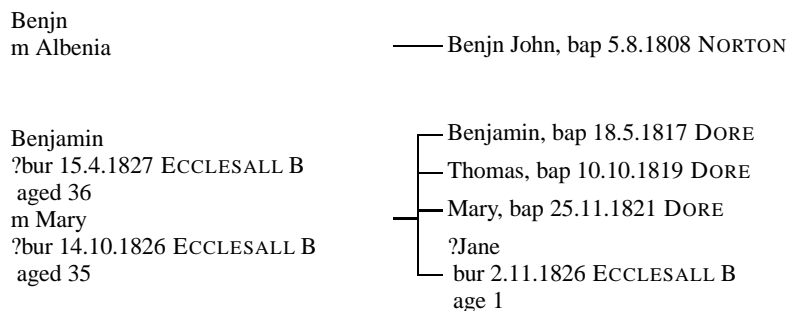 Benjn
m Albenia
Benjn John, bap 5.8.1808 NORTON
Benjamin
?bur 15.4.1827 ECCLESALL B
aged 36
m Mary
?bur 14.10.1826 ECCLESALL B
aged 35
Benjamin, bap 18.5.1817 DORE
Thomas, bap 10.10.1819 DORE
Mary, bap 25.11.1821 DORE
?Jane
bur 2.11.1826 ECCLESALL B
age 1